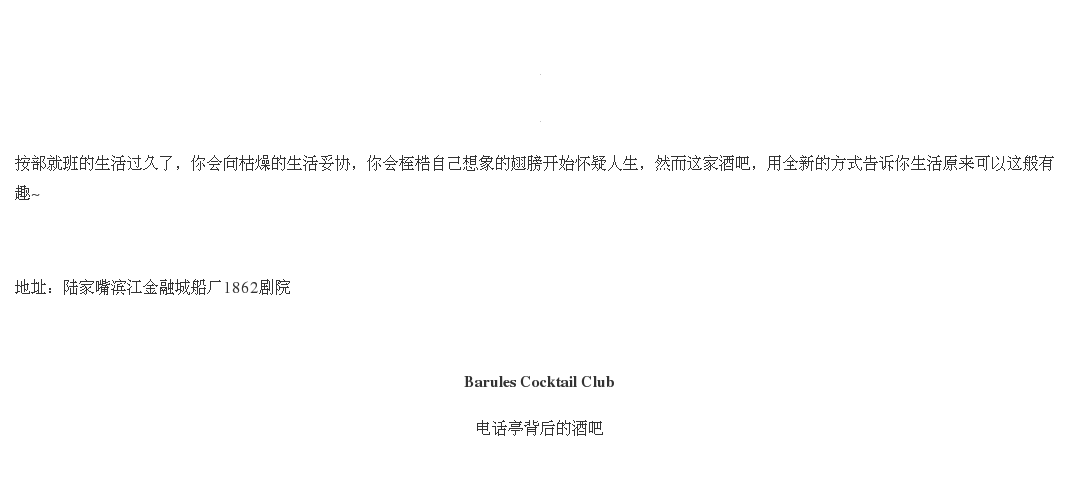 按部就班的生活过久了，你会向枯燥的生活妥协，你会桎梏自己想象的翅膀开始怀疑人生，然而这家酒吧，用全新的方式告诉你生活原来可以这般有
趣~
地址：陆家嘴滨江金融城船厂1862剧院
Barules Cocktail Club
电话亭背后的酒吧